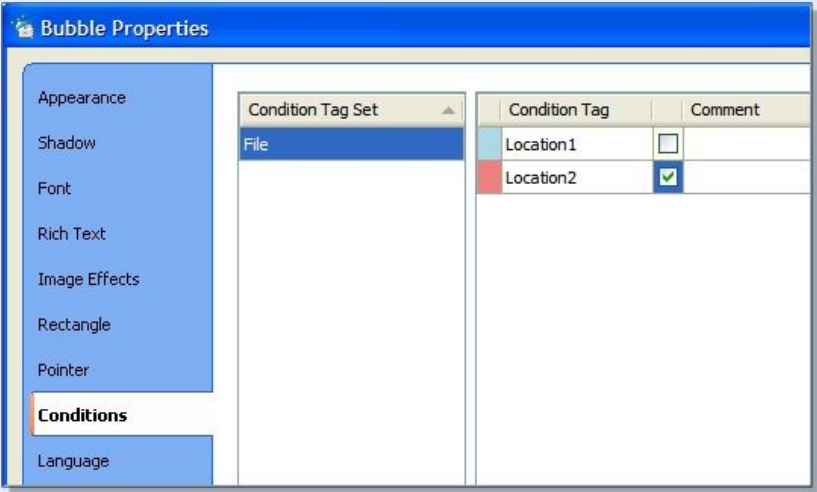 Bubble Properties
Appearance
Shadow
Font
Rich Text
Image Effects
Rectangle
Pointer
Conditions
Language
Condition Tag Set
File
Condition Tag Comment
Location1
Location2